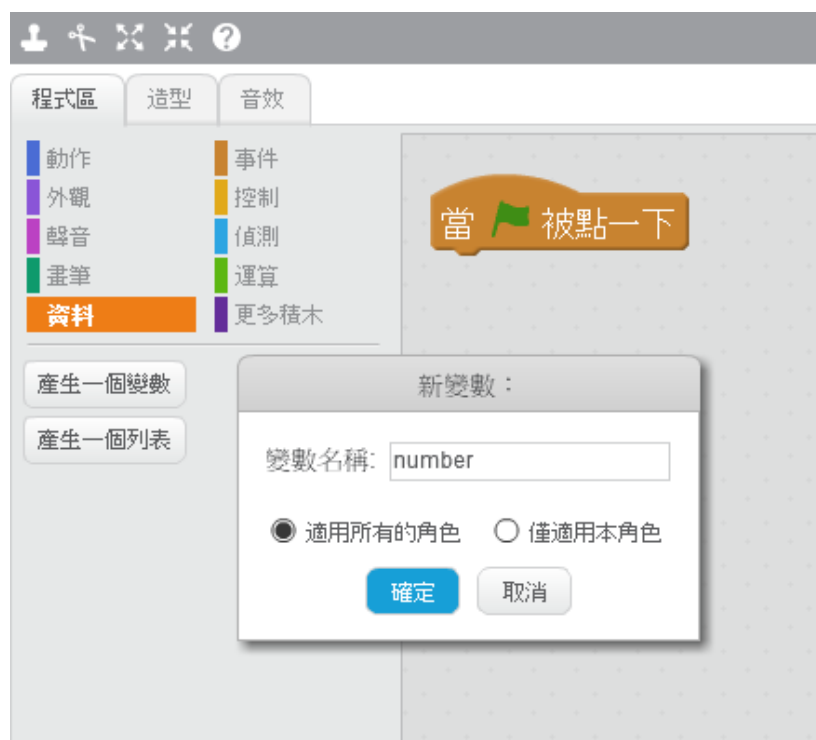 程式區 造型 音效
動作 事件
外觀 控制
聲音 偵測
畫筆 運算
資料 更多積木
產生一個變數
產生一個列表
當 被點一下
新變數：
變數名稱: number
適用所有的角色 僅適用本角色
確定 取消